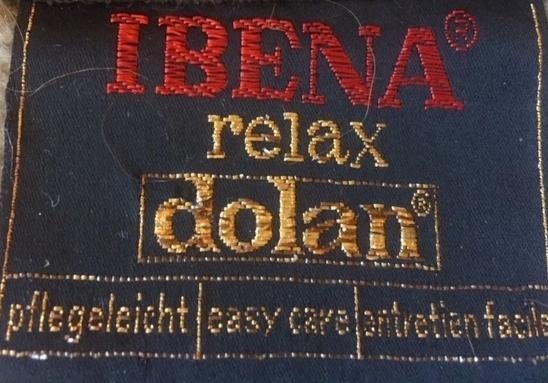 IBENA®
relax
dolan®
pflegeleicht easy care entretien facile